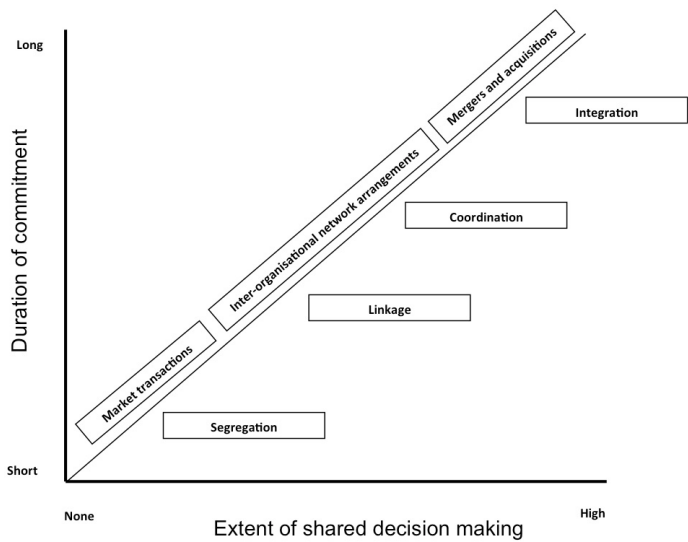 Long
Mergers and acquisitions
Integration
Inter-organisational network arrangements
Coordination
Duration of commitment
Linkage
Market transactions
Segregation
Short
None
High
Extent of shared decision making